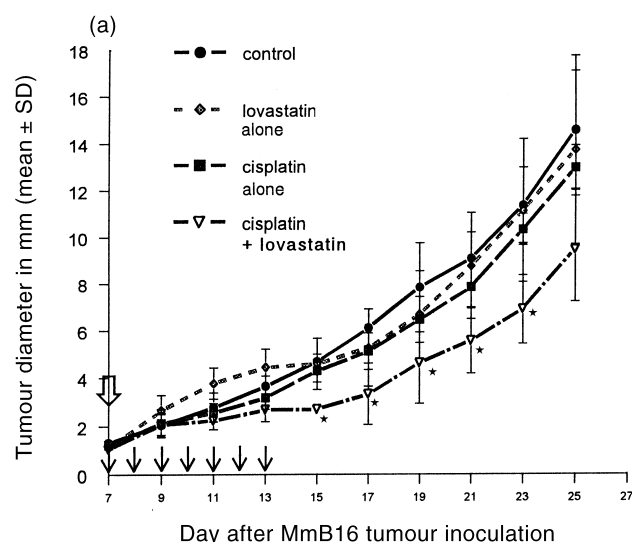 (a)
18
16
14
12
10
8
6
4
2
0
Tumour diameter in mm (mean ± SD)
control
lovastatin
alone
cisplatin
alone
cisplatin
+ lovastatin
7 9 11 13 15 17 19 21 23 25 27
Day after MmB16 tumour inoculation